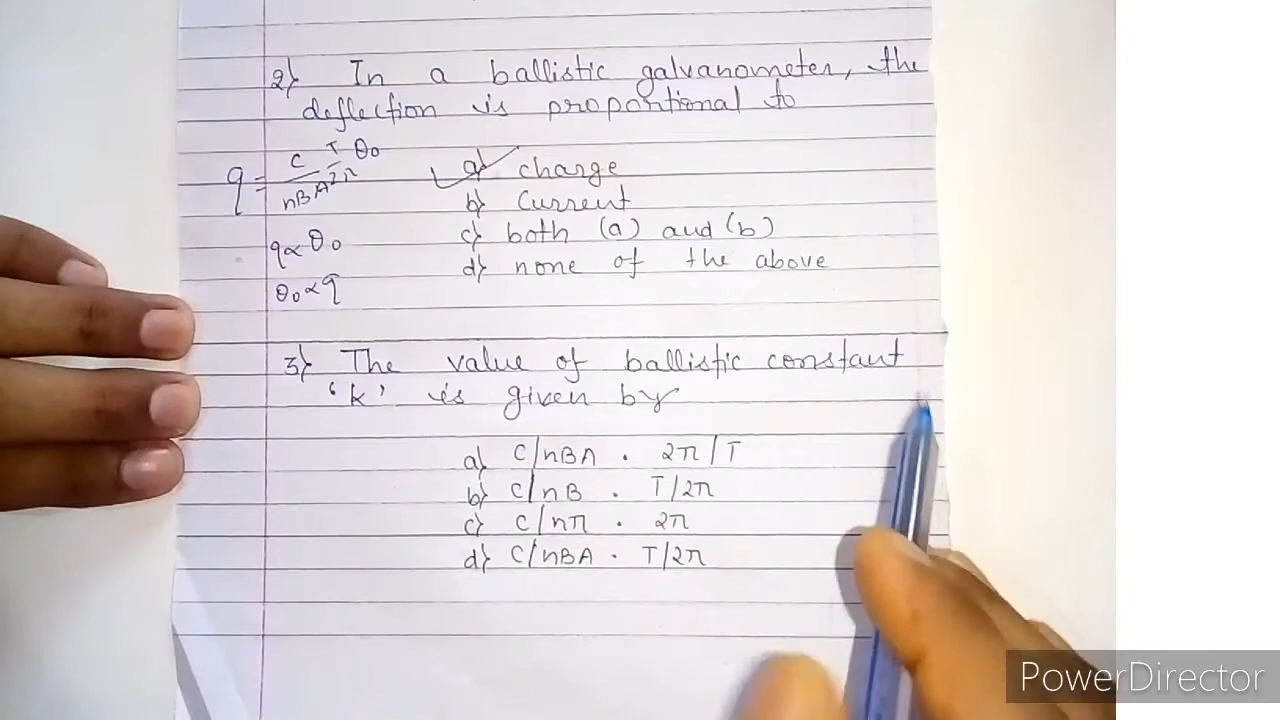 2} In a ballistic galvanometer, the
deflection is proportional to
q = C/nBA T/2π θ₀
a} charge
b} Current
q ∝ θ₀
c} both (a) and (b)
d} none of the above
θ₀ ∝ q
3} The value of ballistic constant
'k' is given by
a} C/nBA . 2π/T
b} C/nB . T/2π
c} C/nπ . 2π
d} C/nBA . T/2π
PowerDirector